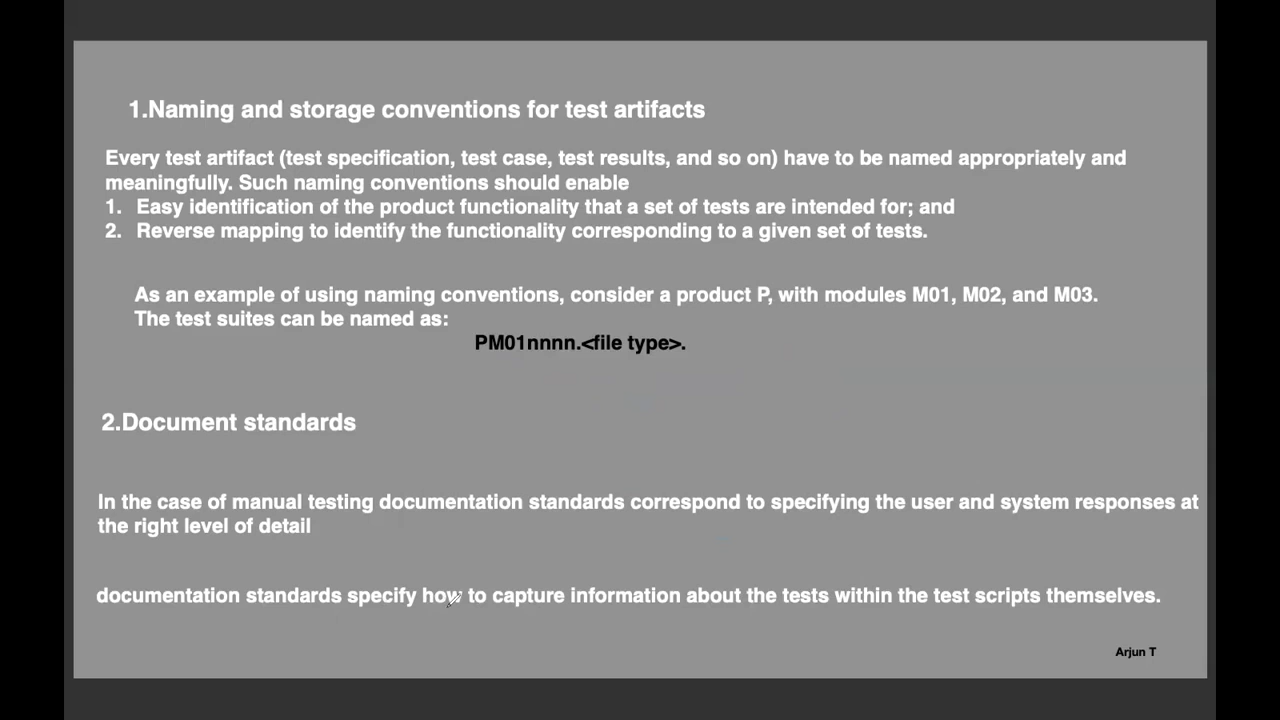 1.Naming and storage conventions for test artifacts
Every test artifact (test specification, test case, test results, and so on) have to be named appropriately and
meaningfully. Such naming conventions should enable
1. Easy identification of the product functionality that a set of tests are intended for; and
2. Reverse mapping to identify the functionality corresponding to a given set of tests.
As an example of using naming conventions, consider a product P, with modules M01, M02, and M03.
The test suites can be named as:
PM01nnnn.<file type>.
2.Document standards
In the case of manual testing documentation standards correspond to specifying the user and system responses at
the right level of detail
documentation standards specify how to capture information about the tests within the test scripts themselves.
Arjun T